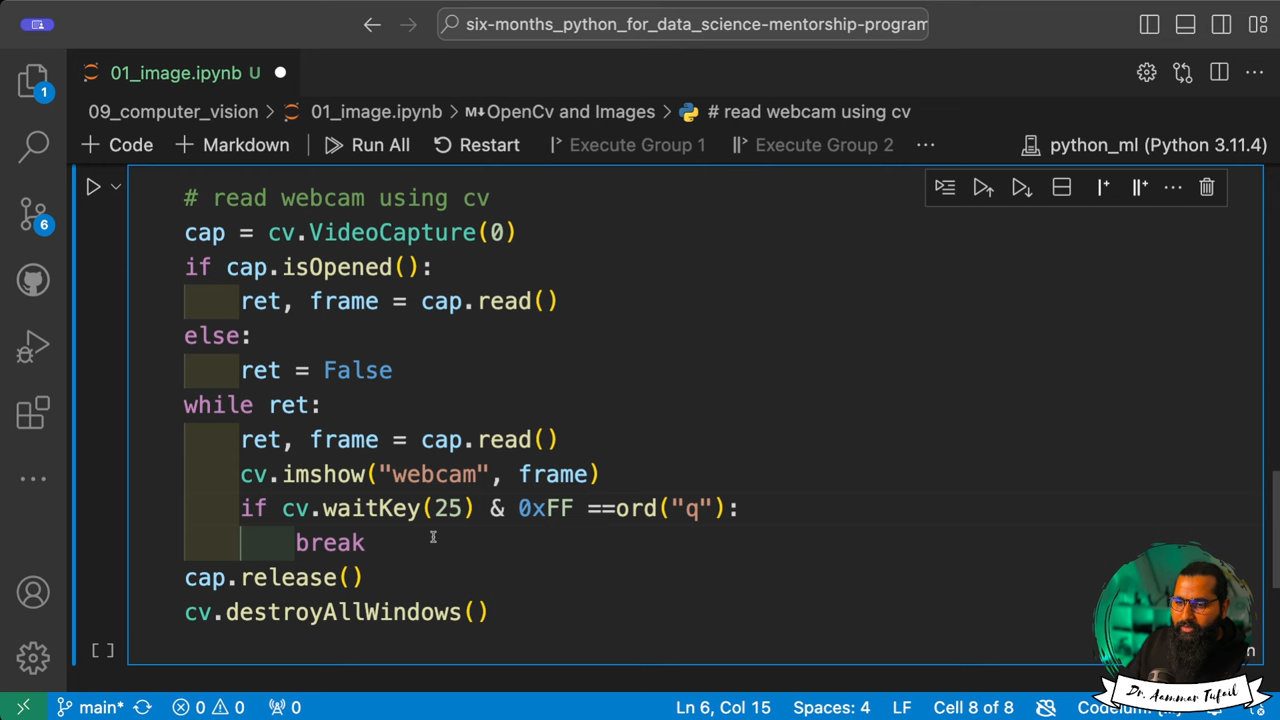 six-months_python_for_data_science-mentorship-program
01_image.ipynb U
1
09_computer_vision > 01_image.ipynb > M↓OpenCv and Images > # read webcam using cv
+ Code + Markdown Run All Restart Execute Group 1 Execute Group 2 ... python_ml (Python 3.11.4)
# read webcam using cv
6
cap = cv.VideoCapture(0)
if cap.isOpened():
ret, frame = cap.read()
else:
ret = False
while ret:
ret, frame = cap.read()
cv.imshow("webcam", frame)
if cv.waitKey(25) & 0xFF ==ord("q"):
break
cap.release()
cv.destroyAllWindows()
[ ]
Dr. Aammar Tufail
main* 0 0 0 Ln 6, Col 15 Spaces: 4 LF Cell 8 of 8